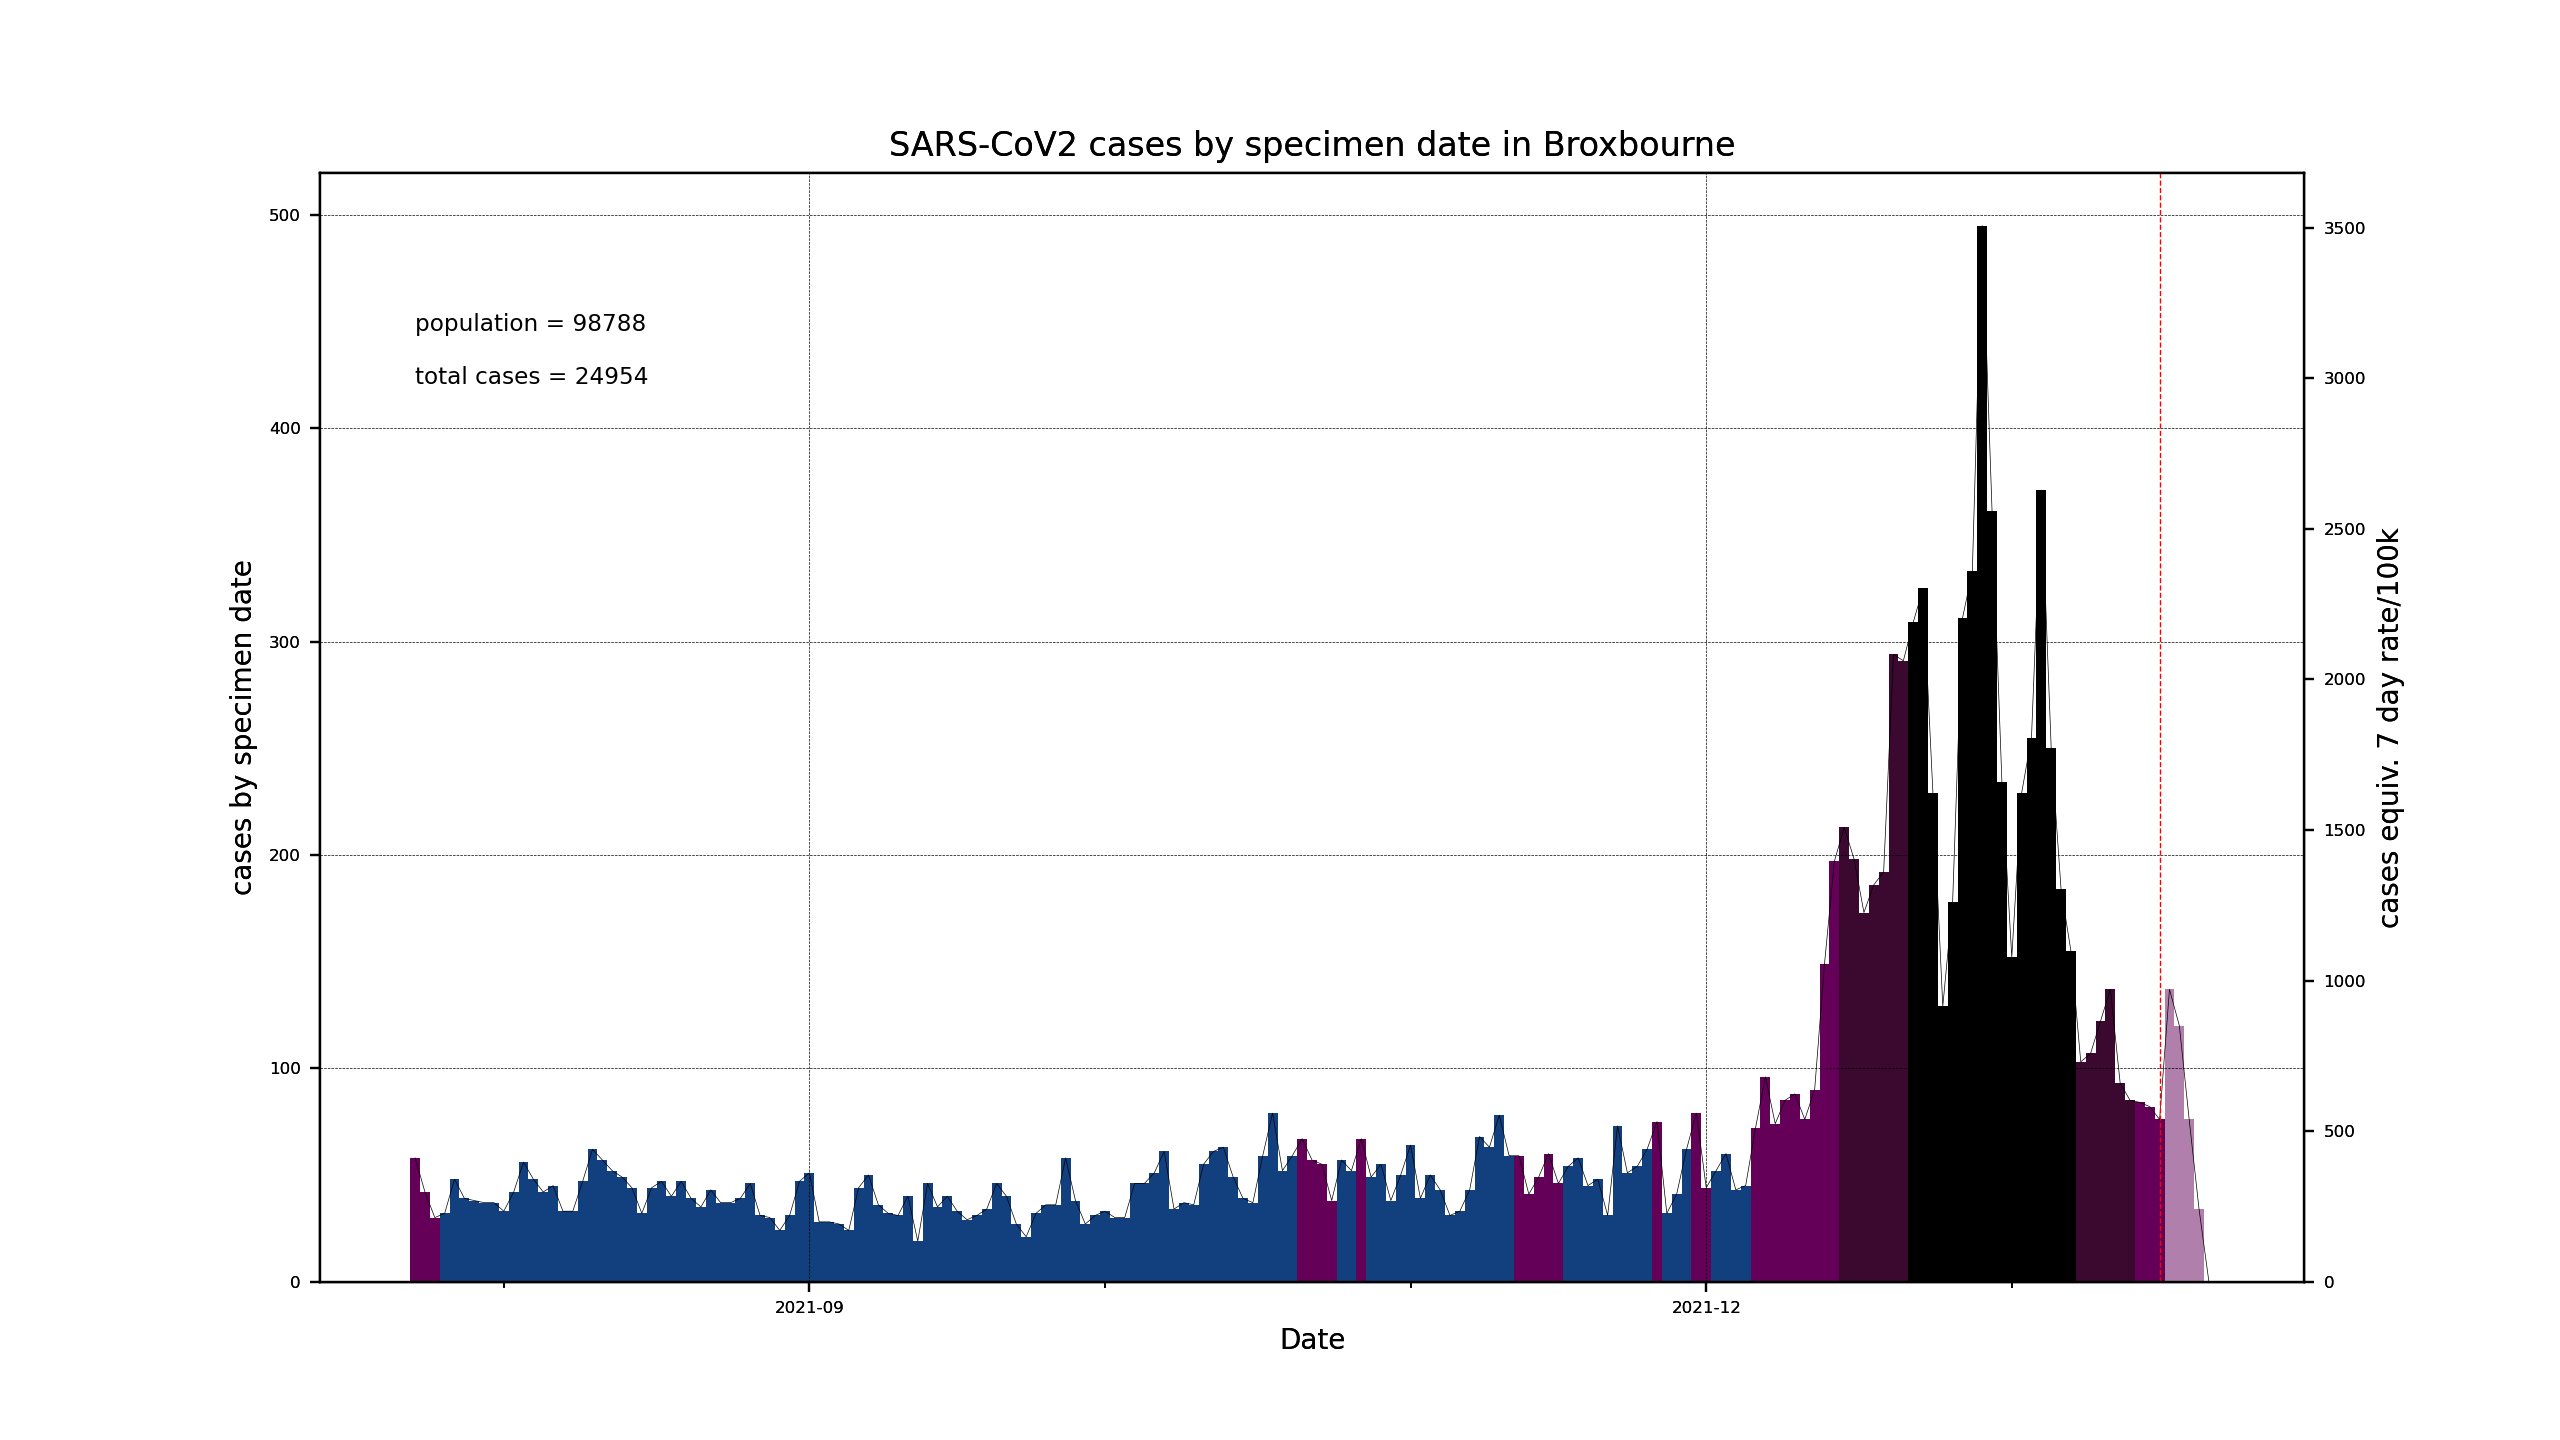 SARS-CoV2 cases by specimen date in Broxbourne
population = 98788
total cases = 24954
cases by specimen date
500
400
300
200
100
0
3500
3000
2500
2000
1500
1000
500
0
cases equiv. 7 day rate/100k
2021-09
2021-12
Date